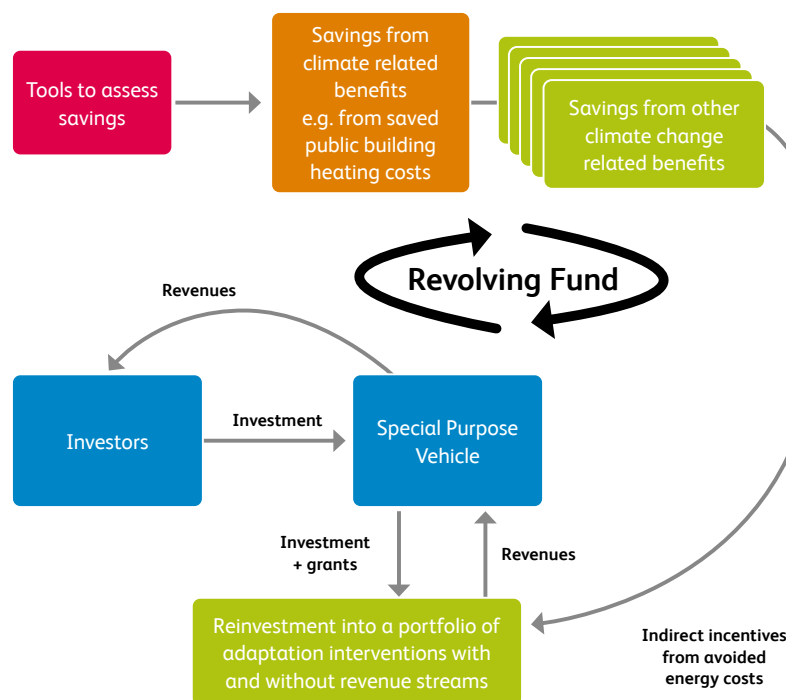 Tools to assess
savings
Savings from
climate related
benefits
e.g. from saved
public building
heating costs
Savings from other
climate change
related benefits
Revolving Fund
Revenues
Investors
Investment
Special Purpose
Vehicle
Investment
+ grants
Revenues
Reinvestment into a portfolio of
adaptation interventions with
and without revenue streams
Indirect incentives
from avoided
energy costs